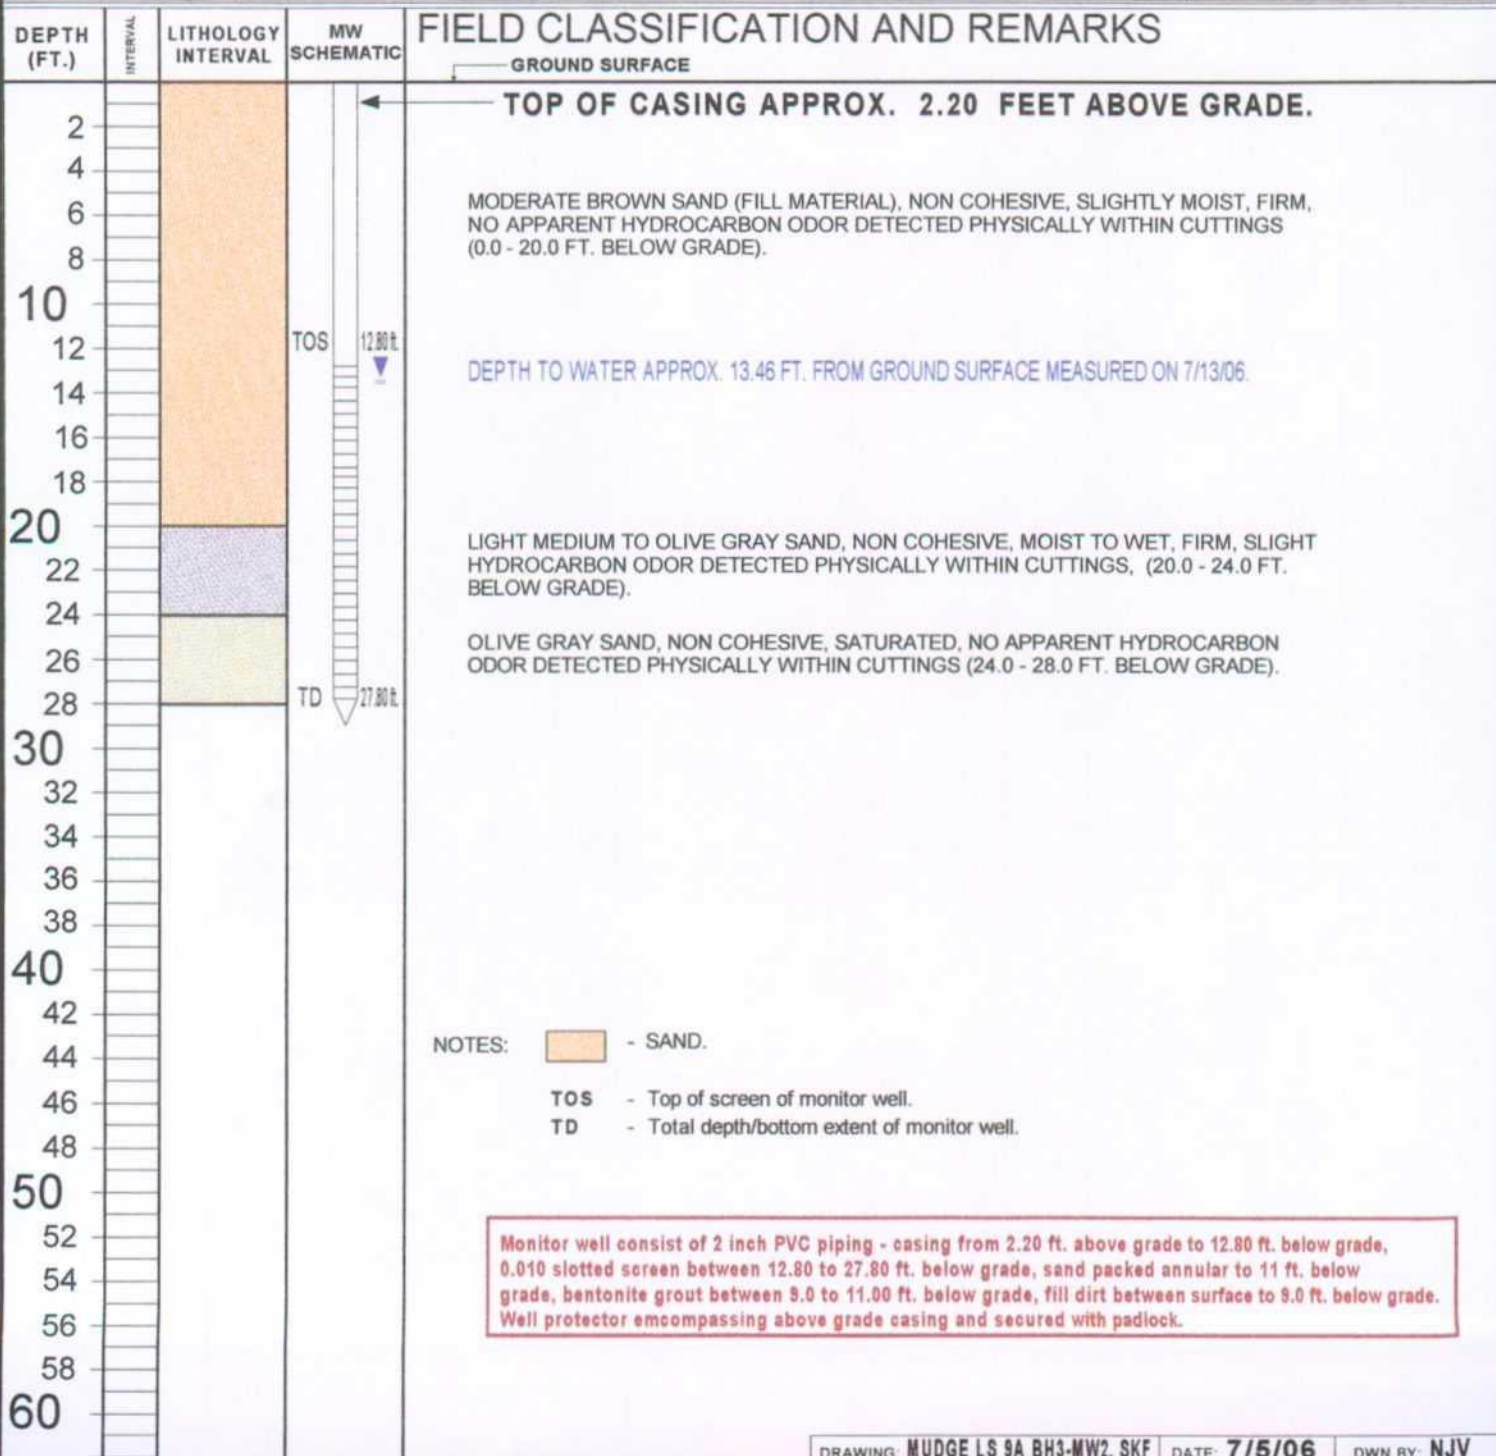 DEPTH (FT.)
INTERVAL
LITHOLOGY INTERVAL
MW SCHEMATIC
FIELD CLASSIFICATION AND REMARKS
GROUND SURFACE
TOP OF CASING APPROX. 2.20 FEET ABOVE GRADE.
2
4
6
8
10
12
14
16
18
20
22
24
26
28
30
32
34
36
38
40
42
44
46
48
50
52
54
56
58
60
TOS 12.80 ft.
TD 27.80 ft.
MODERATE BROWN SAND (FILL MATERIAL), NON COHESIVE, SLIGHTLY MOIST, FIRM,
NO APPARENT HYDROCARBON ODOR DETECTED PHYSICALLY WITHIN CUTTINGS
(0.0 - 20.0 FT. BELOW GRADE).
DEPTH TO WATER APPROX. 13.46 FT. FROM GROUND SURFACE MEASURED ON 7/13/06.
LIGHT MEDIUM TO OLIVE GRAY SAND, NON COHESIVE, MOIST TO WET, FIRM, SLIGHT
HYDROCARBON ODOR DETECTED PHYSICALLY WITHIN CUTTINGS, (20.0 - 24.0 FT.
BELOW GRADE).
OLIVE GRAY SAND, NON COHESIVE, SATURATED, NO APPARENT HYDROCARBON
ODOR DETECTED PHYSICALLY WITHIN CUTTINGS (24.0 - 28.0 FT. BELOW GRADE).
NOTES: - SAND.
TOS - Top of screen of monitor well.
TD - Total depth/bottom extent of monitor well.
Monitor well consist of 2 inch PVC piping - casing from 2.20 ft. above grade to 12.80 ft. below grade,
0.010 slotted screen between 12.80 to 27.80 ft. below grade, sand packed annular to 11 ft. below
grade, bentonite grout between 9.0 to 11.00 ft. below grade, fill dirt between surface to 9.0 ft. below grade.
Well protector emcompassing above grade casing and secured with padlock.
DRAWING: MUDGE LS 9A BH3-MW2. SKF DATE: 7/5/06 DWN BY: NJV